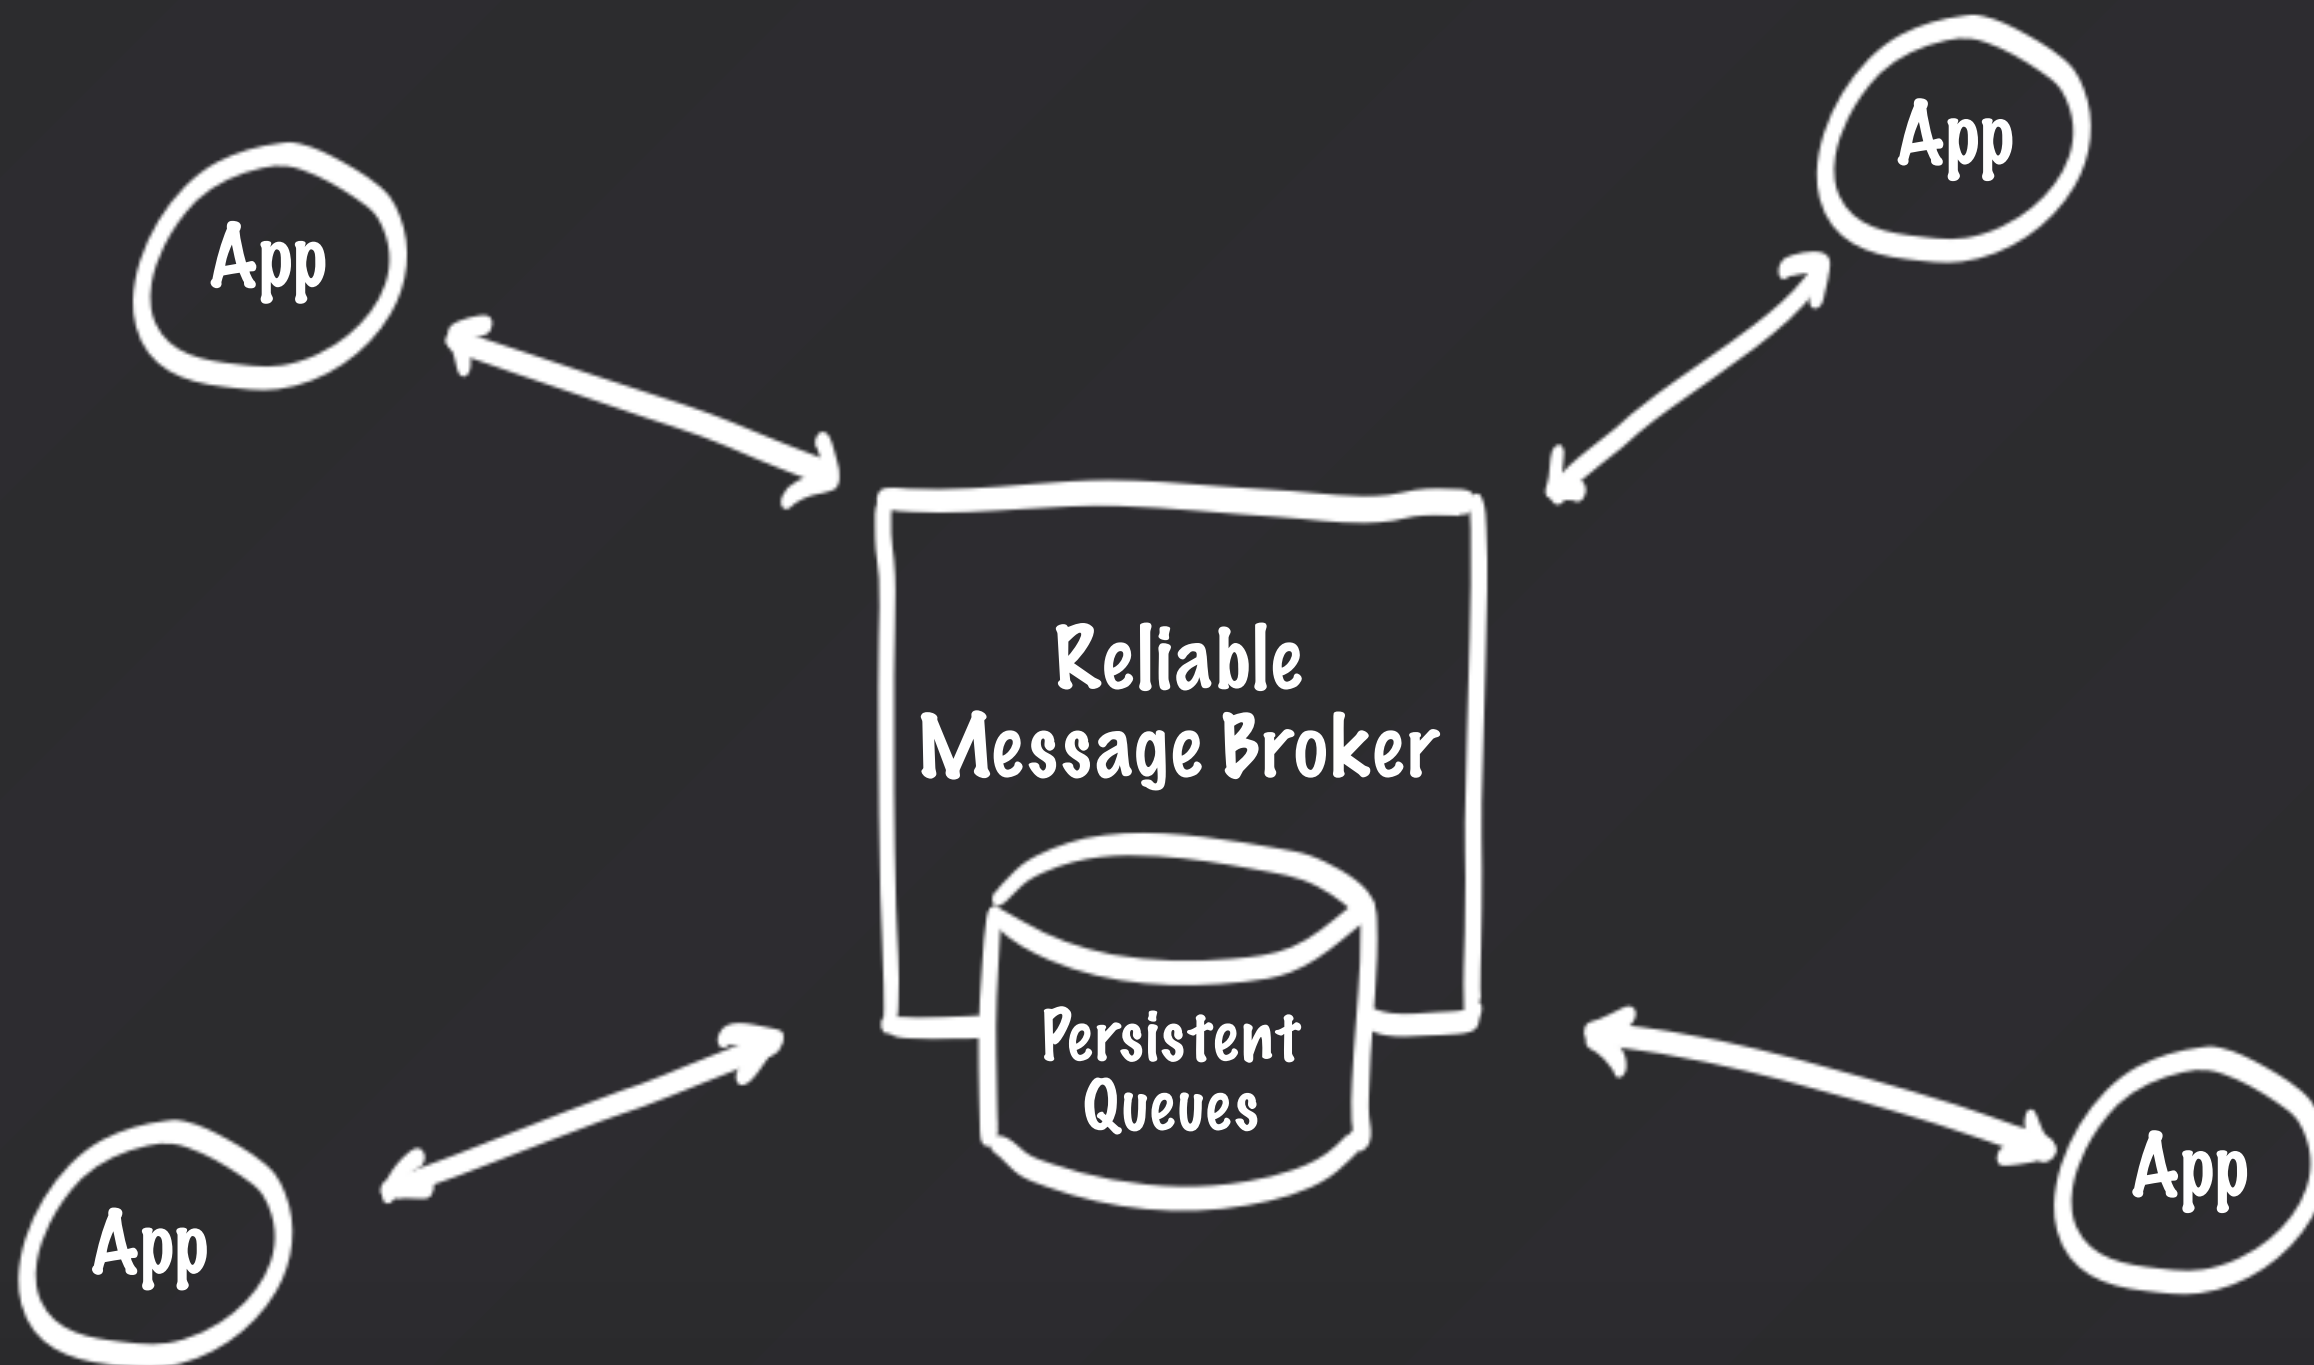 App
App
Reliable
Message Broker
Persistent
Queues
App
App